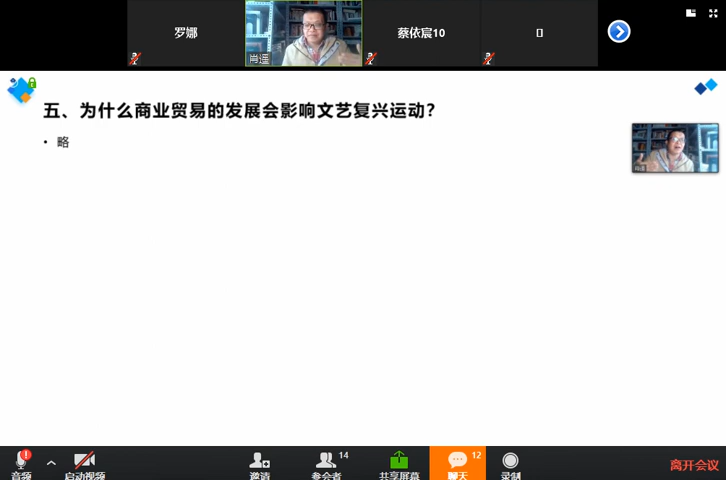 罗娜
肖遥
蔡依宸10
五、为什么商业贸易的发展会影响文艺复兴运动?
• 略
音频
启动视频
邀请
14
参会者
共享屏幕
12
聊天
录制
离开会议